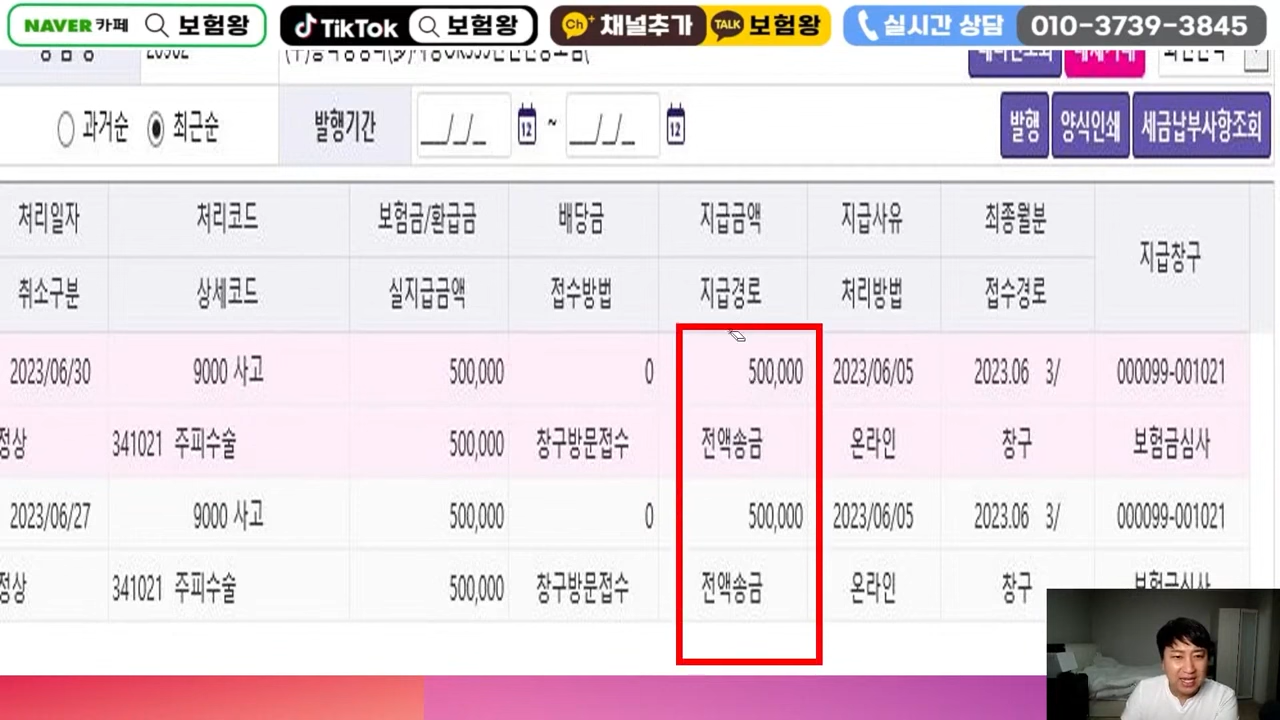 NAVER 카페 보험왕 TikTok 보험왕 Ch+ 채널추가 TALK 보험왕 실시간 상담 010-3739-3845
과거순 최근순 발행기간 __/_/_ 12 ~ __/_/_ 12 발행 양식인쇄 세금납부사항조회
처리일자 처리코드 보험금/환급금 배당금 지급금액 지급사유 최종월분 지급창구
취소구분 상세코드 실지급금액 접수방법 지급경로 처리방법 접수경로
2023/06/30 9000 사고 500,000 0 500,000 2023/06/05 2023.06 3/ 000099-001021
정상 341021 주피수술 500,000 창구방문접수 전액송금 온라인 창구 보험금심사
2023/06/27 9000 사고 500,000 0 500,000 2023/06/05 2023.06 3/ 000099-001021
정상 341021 주피수술 500,000 창구방문접수 전액송금 온라인 창구 보험금심사